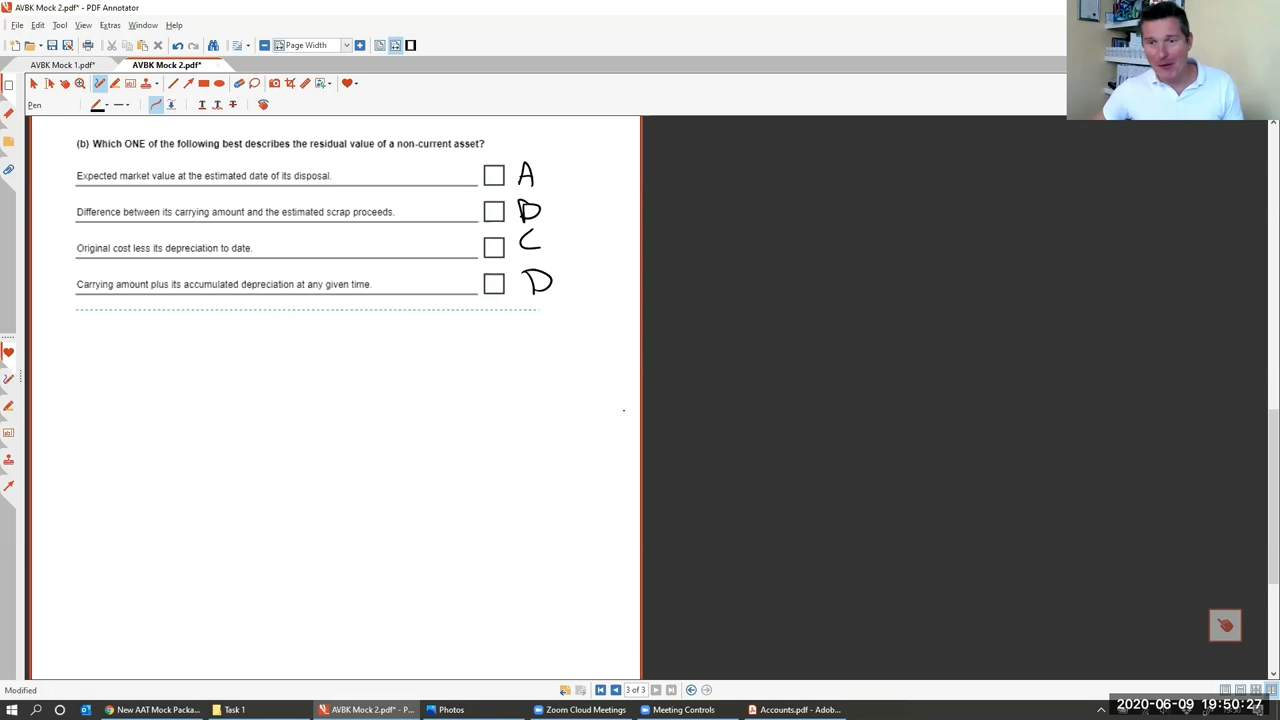 AVBK Mock 2.pdf* - PDF Annotator
File Edit Tool View Extras Window Help
Page Width
AVBK Mock 1.pdf* AVBK Mock 2.pdf*
Pen
(b) Which ONE of the following best describes the residual value of a non-current asset?
Expected market value at the estimated date of its disposal. A
Difference between its carrying amount and the estimated scrap proceeds. B
Original cost less its depreciation to date. C
Carrying amount plus its accumulated depreciation at any given time. D
Modified
3 of 3
New AAT Mock Packa... Task 1 AVBK Mock 2.pdf* - P... Photos Zoom Cloud Meetings Meeting Controls Accounts.pdf - Adob...
2020-06-09 19:50:27